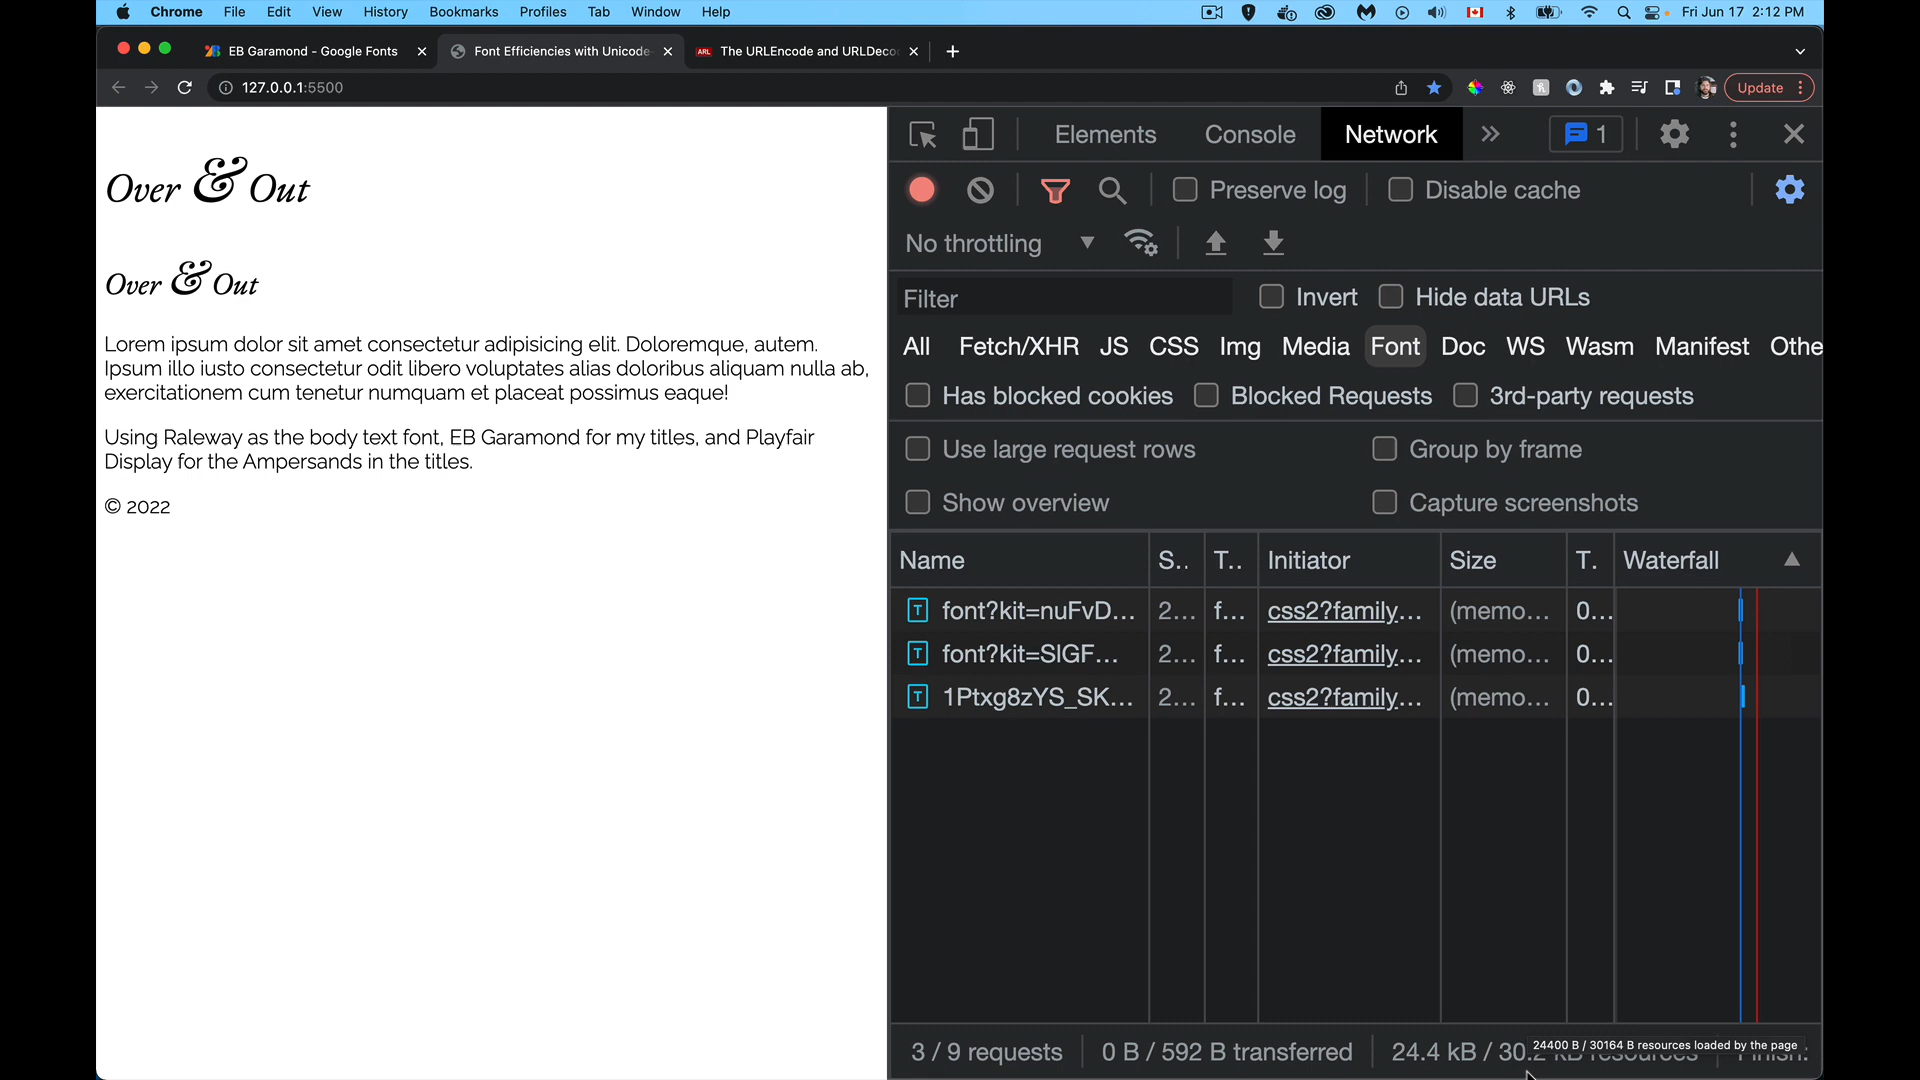 Chrome File Edit View History Bookmarks Profiles Tab Window Help Fri Jun 17 2:12 PM
EB Garamond - Google Fonts Font Efficiencies with Unicode ARL The URLEncode and URLDeco
127.0.0.1:5500 Update
Over & Out
Over & Out
Lorem ipsum dolor sit amet consectetur adipisicing elit. Doloremque, autem.
Ipsum illo iusto consectetur odit libero voluptates alias doloribus aliquam nulla ab,
exercitationem cum tenetur numquam et placeat possimus eaque!
Using Raleway as the body text font, EB Garamond for my titles, and Playfair
Display for the Ampersands in the titles.
© 2022
Elements Console Network 1
Preserve log Disable cache
No throttling
Filter Invert Hide data URLs
All Fetch/XHR JS CSS Img Media Font Doc WS Wasm Manifest Othe
Has blocked cookies Blocked Requests 3rd-party requests
Use large request rows Group by frame
Show overview Capture screenshots
Name S.. T.. Initiator Size T. Waterfall
font?kit=nuFvD... 2... f... css2?family... (memo... 0...
font?kit=SlGF... 2... f... css2?family... (memo... 0...
1Ptxg8zYS_SK... 2... f... css2?family... (memo... 0...
3 / 9 requests 0 B / 592 B transferred 24.4 kB / 30.2 kB resources Finish:
24400 B / 30164 B resources loaded by the page